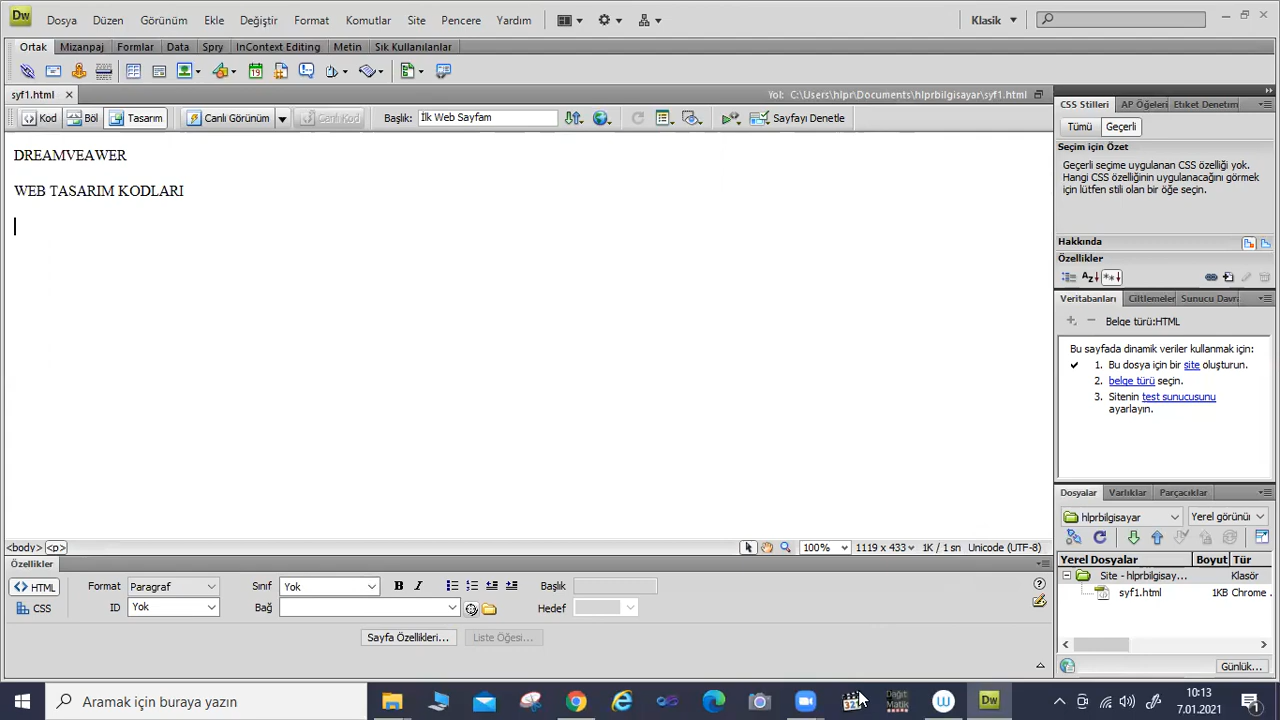 Dw Dosya Düzen Görünüm Ekle Değiştir Format Komutlar Site Pencere Yardım Klasik
Ortak Mizanpaj Formlar Data Spry InContext Editing Metin Sık Kullanılanlar
syf1.html Yol: C:\Users\hlpr\Documents\hlprbilgisayar\syf1.html
Kod Böl Tasarım Canlı Görünüm Canlı Kod Başlık: İlk Web Sayfam Sayfayı Denetle
DREAMVEAWER
WEB TASARIM KODLARI
CSS Stilleri AP Öğeleri Etiket Denetim
Tümü Geçerli
Seçim için Özet
Geçerli seçime uygulanan CSS özelliği yok.
Hangi CSS özelliğinin uygulanacağını görmek
için lütfen stili olan bir öğe seçin.
Hakkında
Özellikler
Veritabanları Ciltlemeler Sunucu Davra
Belge türü:HTML
Bu sayfada dinamik veriler kullanmak için:
1. Bu dosya için bir site oluşturun.
2. belge türü seçin.
3. Sitenin test sunucusunu
ayarlayın.
Dosyalar Varlıklar Parçacıklar
hlprbilgisayar Yerel görünü
Yerel Dosyalar Boyut Tür
Site - hlprbilgisay... Klasör
syf1.html 1KB Chrome .
Günlük...
<body> <p> 100% 1119 x 433 1K / 1 sn Unicode (UTF-8)
Özellikler
<> HTML Format Paragraf Sınıf Yok B I Başlık
CSS ID Yok Bağ Hedef
Sayfa Özellikleri... Liste Öğesi...
Aramak için buraya yazın
321
Değiş
Matik
W
Dw
10:13
7.01.2021
1